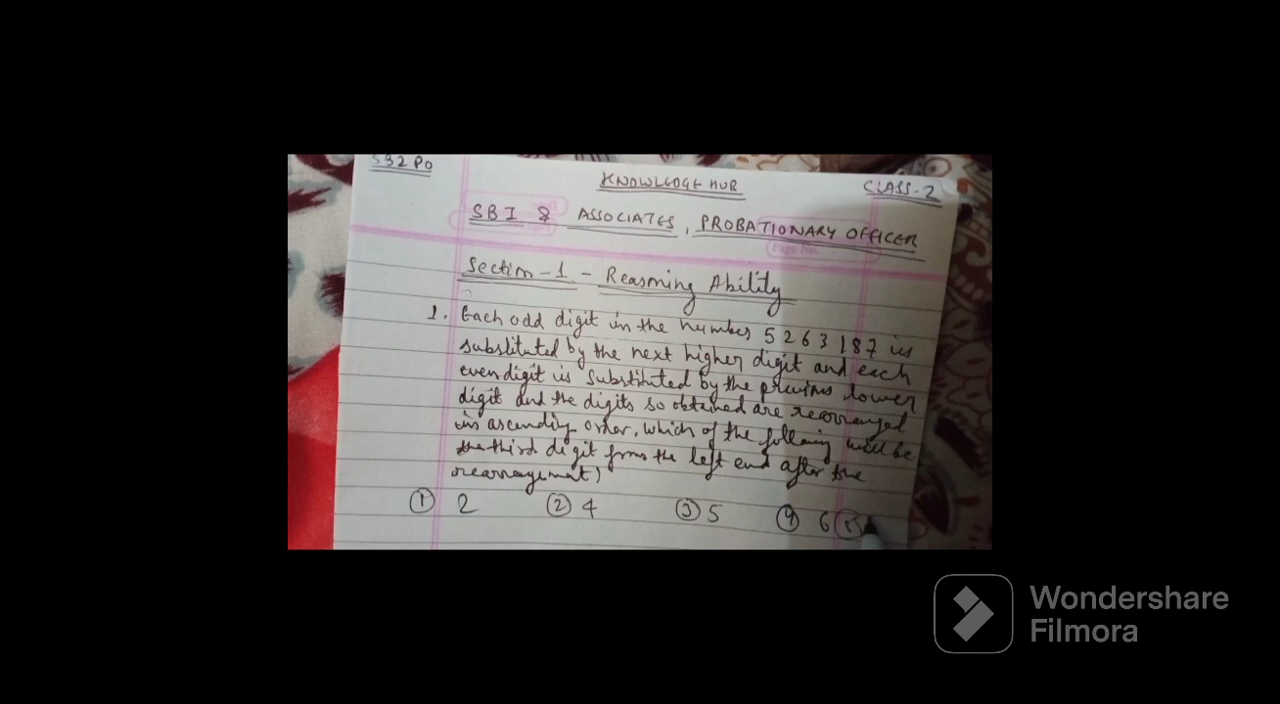 SBI PO
KNOWLEDGE HUB
CLASS-2
SBI & ASSOCIATES, PROBATIONARY OFFICER
Page No.
Section-1 - Reasoning Ability
1. Each odd digit in the number 5263187 is
substituted by the next higher digit and each
even digit is substituted by the previous lower
digit and the digits so obtained are rearranged
in ascending order, which of the following will be
the third digit from the left end after the
rearrangement)
① 2 ② 4 ③ 5 ④ 6
Wondershare
Filmora